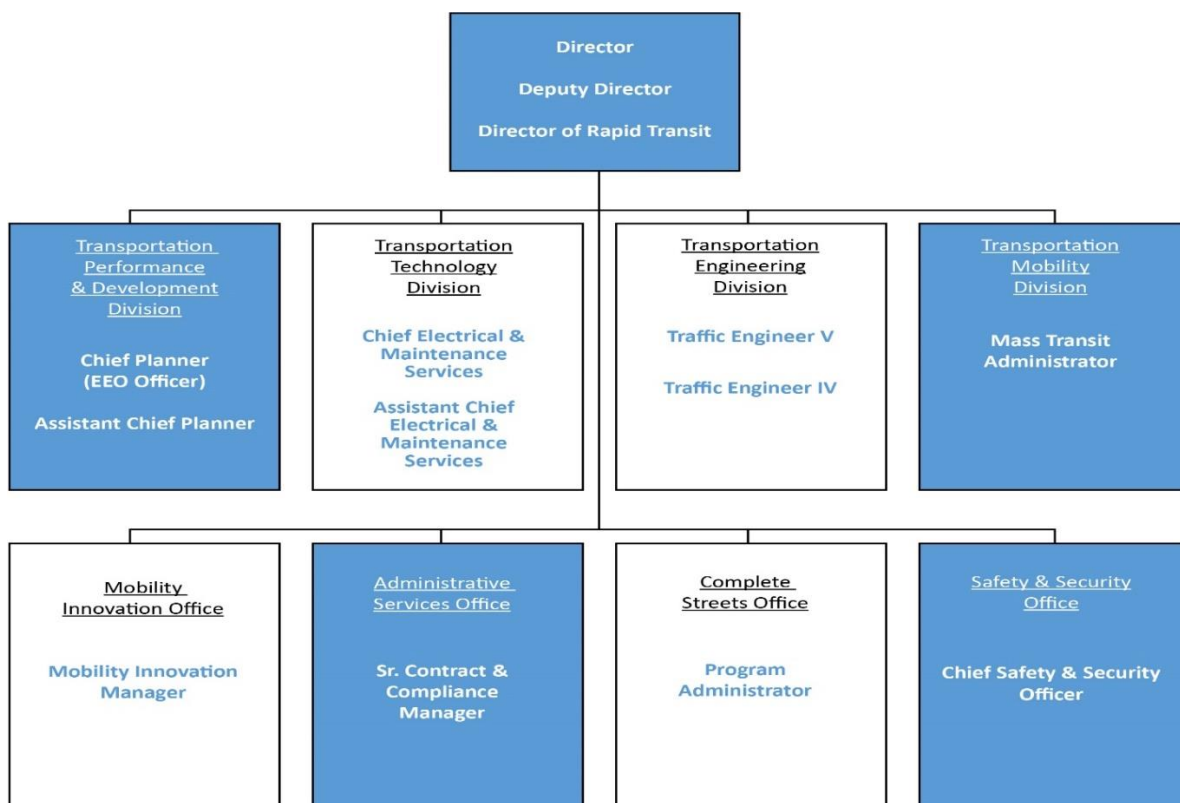 Director
Deputy Director
Director of Rapid Transit
Transportation
Performance
& Development
Division
Chief Planner
(EEO Officer)
Assistant Chief Planner
Transportation
Technology
Division
Chief Electrical &
Maintenance
Services
Assistant Chief
Electrical &
Maintenance
Services
Transportation
Engineering
Division
Traffic Engineer V
Traffic Engineer IV
Transportation
Mobility
Division
Mass Transit
Administrator
Mobility
Innovation Office
Mobility Innovation
Manager
Administrative
Services Office
Sr. Contract &
Compliance
Manager
Complete
Streets Office
Program
Administrator
Safety & Security
Office
Chief Safety & Security
Officer